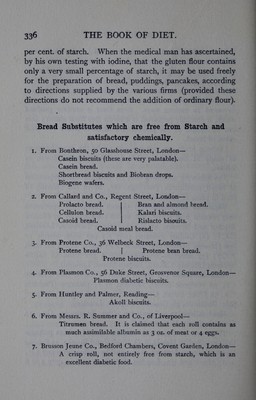 336 THE BOOK OF DIET.
per cent. of starch. When the medical man has ascertained,
by his own testing with iodine, that the gluten flour contains
only a very small percentage of starch, it may be used freely
for the preparation of bread, puddings, pancakes, according
to directions supplied by the various firms (provided these
directions do not recommend the addition of ordinary flour).
Bread Substitutes which are free from Starch and
satisfactory chemically.
1. From Bonthron, 50 Glasshouse Street, London—
Casein biscuits (these are very palatable).
Casein bread.
Shortbread biscuits and Biobean drops.
Biogene wafers.
2. From Callard and Co., Regent Street, London—
Prolacto bread. | Bran and almond bread.
Cellulon bread. | Kalari biscuits.
Casoid bread. | Rislacto biscuits.
Casoid meal bread.
3. From Protene Co., 36 Welbeck Street, London—
Protene bread. | Protene bran bread.
Protene biscuits.
4. From Plasmon Co., 56 Duke Street, Grosvenor Square, London—
Plasmon diabetic biscuits.
5. From Huntley and Palmer, Reading—
Akoll biscuits.
6. From Messrs. R. Summer and Co., of Liverpool—
Titrumen bread. It is claimed that each roll contains as
much assimilable albumin as 3 oz. of meat or 4 eggs.
7. Brusson Jeune Co., Bedford Chambers, Covent Garden, London—
A crisp roll, not entirely free from starch, which is an
excellent diabetic food.